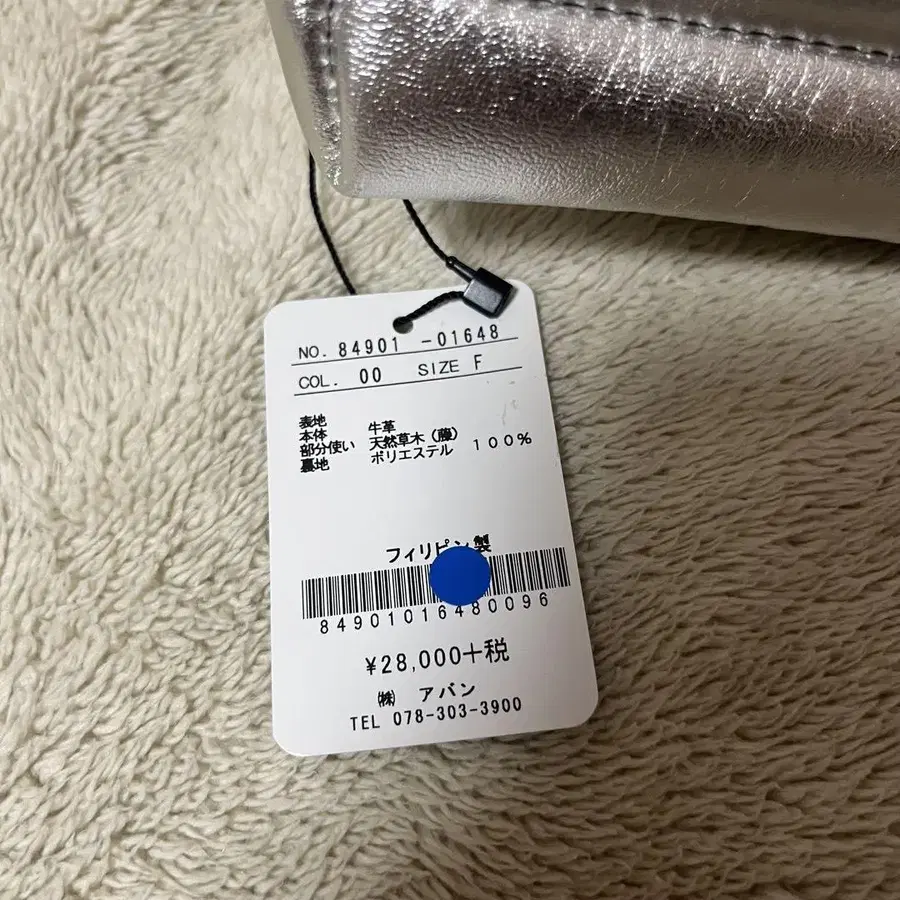 NO. 84901 -01648
COL. 00 SIZE F
表地
本体 牛革
部分使い 天然草木（藤）
裏地 ポリエステル 100%
フィリピン製
84901016480096
¥28,000+税
㈱ アバン
TEL 078-303-3900